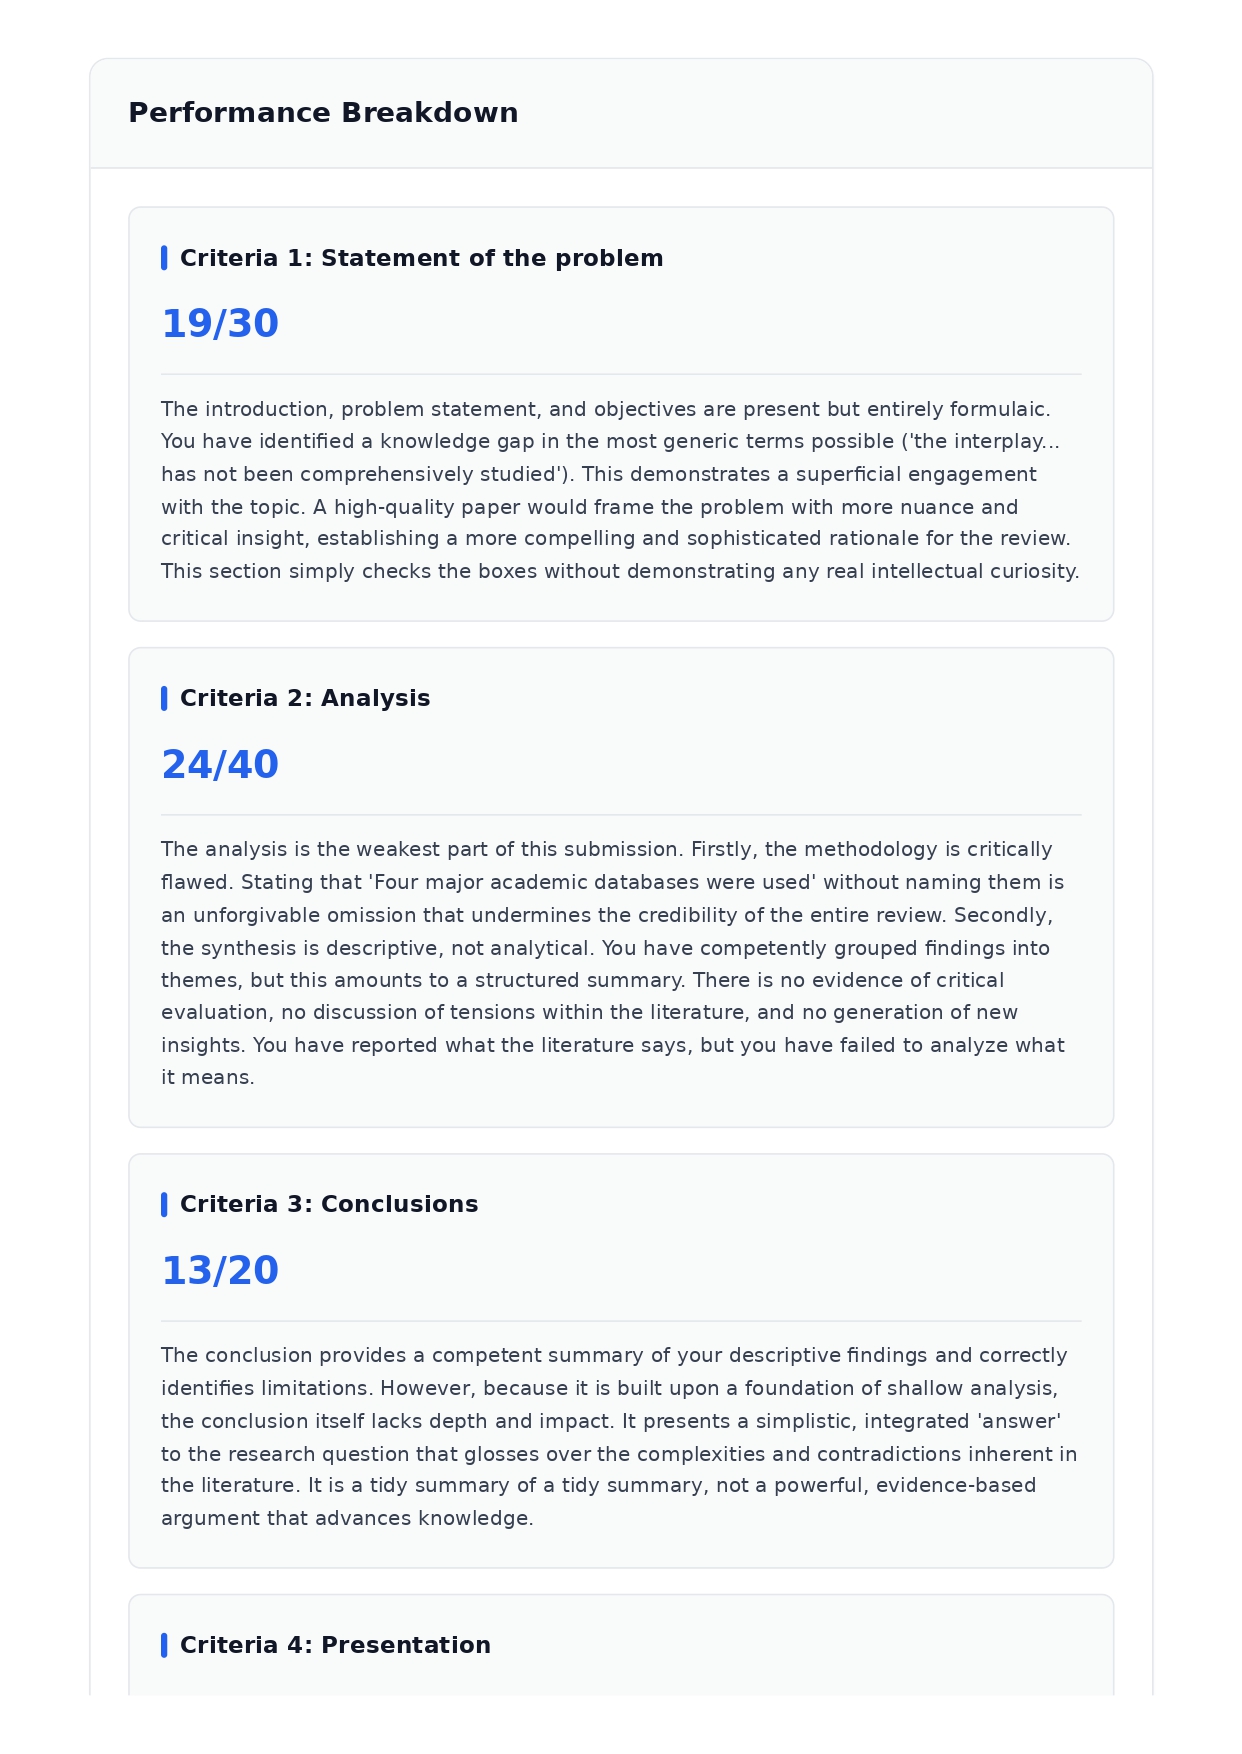 Performance Breakdown
Criteria 1: Statement of the problem
19/30
The introduction, problem statement, and objectives are present but entirely formulaic.
You have identified a knowledge gap in the most generic terms possible ('the interplay...
has not been comprehensively studied'). This demonstrates a superficial engagement
with the topic. A high-quality paper would frame the problem with more nuance and
critical insight, establishing a more compelling and sophisticated rationale for the review.
This section simply checks the boxes without demonstrating any real intellectual curiosity.
Criteria 2: Analysis
24/40
The analysis is the weakest part of this submission. Firstly, the methodology is critically
flawed. Stating that 'Four major academic databases were used' without naming them is
an unforgivable omission that undermines the credibility of the entire review. Secondly,
the synthesis is descriptive, not analytical. You have competently grouped findings into
themes, but this amounts to a structured summary. There is no evidence of critical
evaluation, no discussion of tensions within the literature, and no generation of new
insights. You have reported what the literature says, but you have failed to analyze what
it means.
Criteria 3: Conclusions
13/20
The conclusion provides a competent summary of your descriptive findings and correctly
identifies limitations. However, because it is built upon a foundation of shallow analysis,
the conclusion itself lacks depth and impact. It presents a simplistic, integrated 'answer'
to the research question that glosses over the complexities and contradictions inherent in
the literature. It is a tidy summary of a tidy summary, not a powerful, evidence-based
argument that advances knowledge.
Criteria 4: Presentation